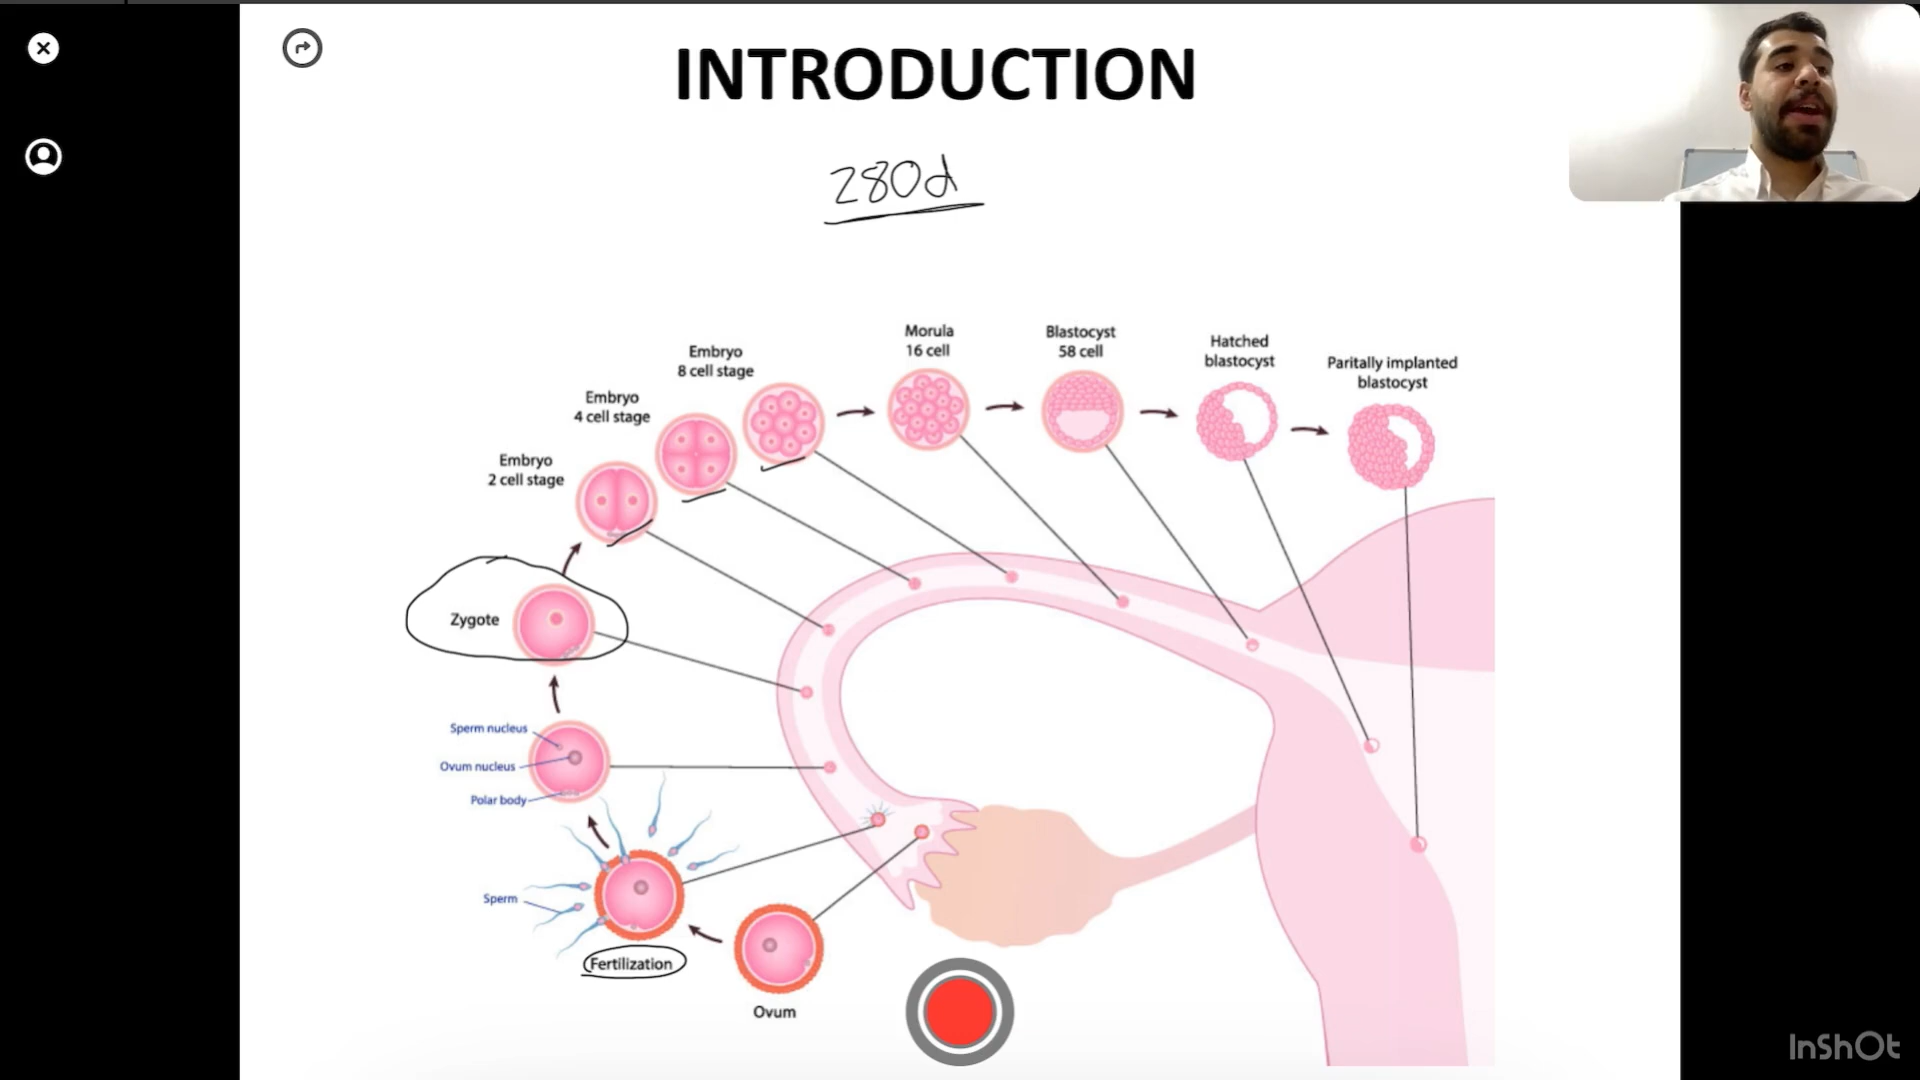 INTRODUCTION
280d
Morula
16 cell
Blastocyst
58 cell
Hatched
blastocyst
Paritally implanted
blastocyst
Embryo
8 cell stage
Embryo
4 cell stage
Embryo
2 cell stage
Zygote
Sperm nucleus
Ovum nucleus
Polar body
Sperm
Fertilization
Ovum
InShOt